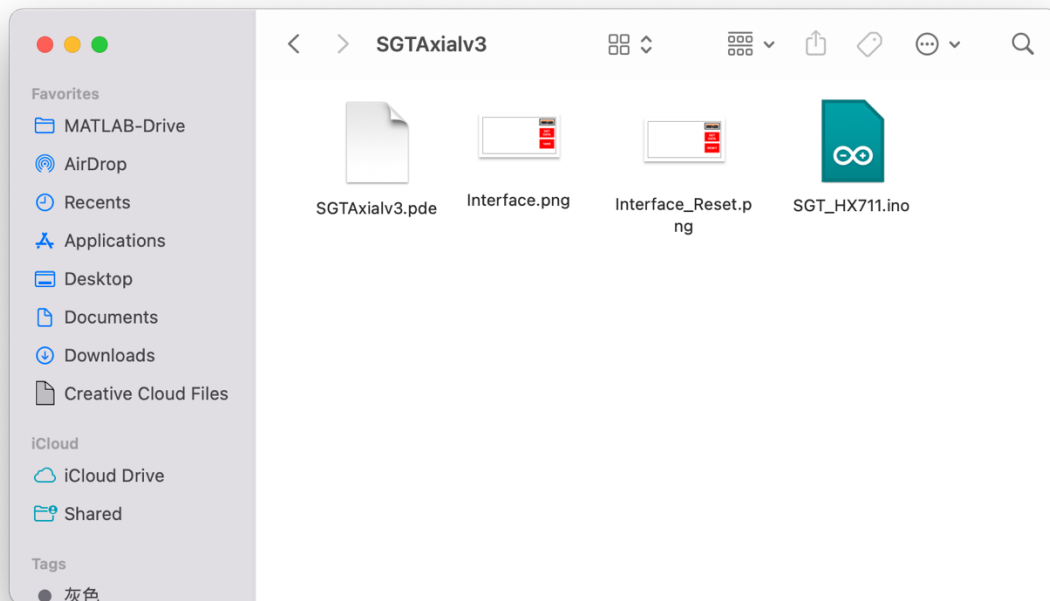 SGTAxialv3
Favorites
MATLAB-Drive
AirDrop
Recents
Applications
Desktop
Documents
Downloads
Creative Cloud Files
iCloud
iCloud Drive
Shared
Tags
灰色
SGTAxialv3.pde
Interface.png
Interface_Reset.p
ng
SGT_HX711.ino